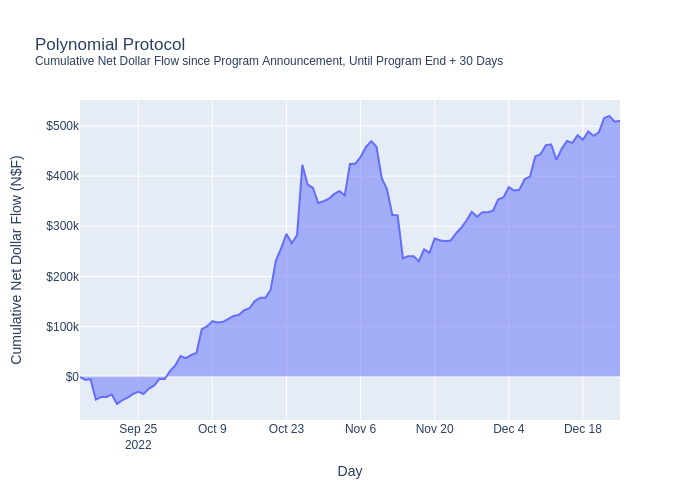 Polynomial Protocol
Cumulative Net Dollar Flow since Program Announcement, Until Program End + 30 Days
Cumulative Net Dollar Flow (N$F)
$500k
$400k
$300k
$200k
$100k
$0
Sep 25
2022
Oct 9
Oct 23
Nov 6
Nov 20
Dec 4
Dec 18
Day